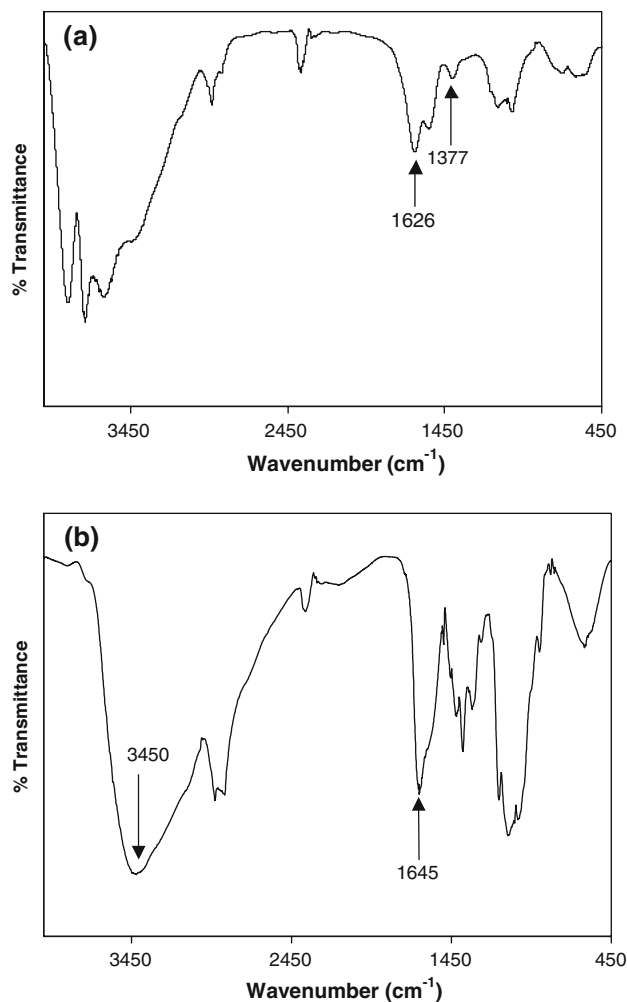 (a)
% Transmittance
1377
1626
3450 2450 1450 450
Wavenumber (cm-1)
(b)
% Transmittance
3450
1645
3450 2450 1450 450
Wavenumber (cm-1)